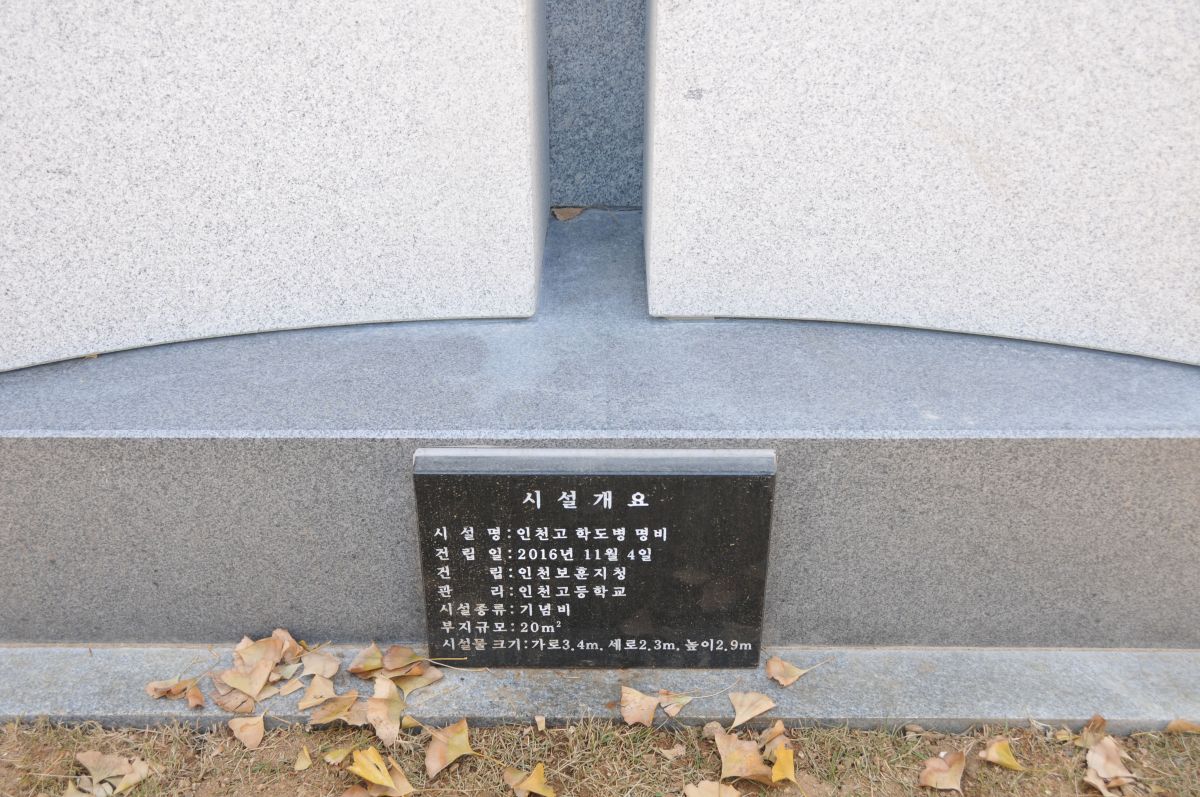 시설개요
시 설 명 : 인천고 학도병 명비
건 립 일 : 2016년 11월 4일
건 립 : 인천보훈지청
관 리 : 인천고등학교
시설종류 : 기념비
부지규모 : 20m²
시설물 크기 : 가로3.4m. 세로2.3m. 높이2.9m